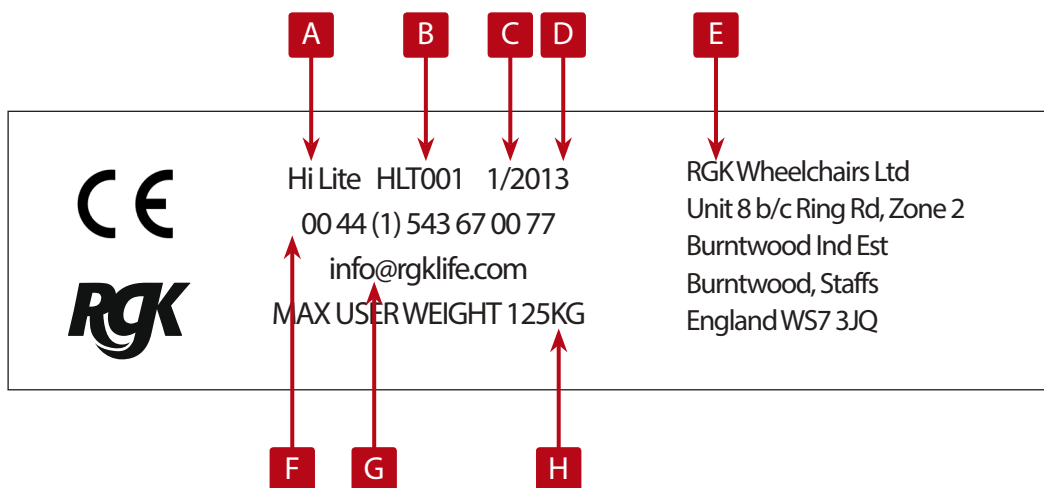 A B C D E
Hi Lite HLT001 1/2013
00 44 (1) 543 67 00 77
info@rgklife.com
MAX USER WEIGHT 125KG
CE
RGK
RGK Wheelchairs Ltd
Unit 8 b/c Ring Rd, Zone 2
Burntwood Ind Est
Burntwood, Staffs
England WS7 3JQ
F G H